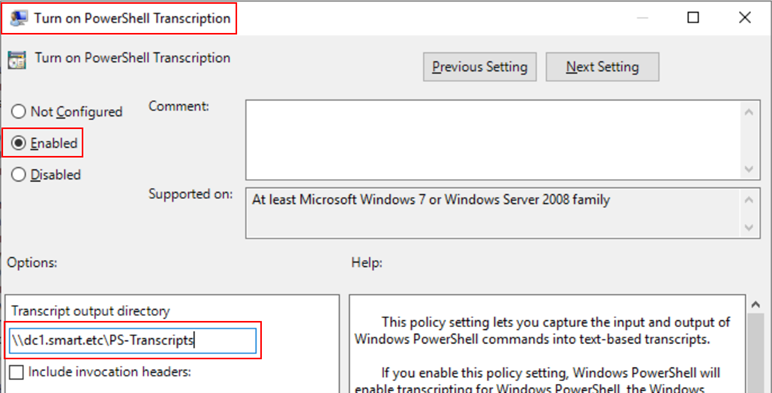 Turn on PowerShell Transcription
Turn on PowerShell Transcription
Previous Setting
Next Setting
Not Configured
Comment:
Enabled
Disabled
Supported on:
At least Microsoft Windows 7 or Windows Server 2008 family
Options:
Help:
Transcript output directory
\\dc1.smart.etc\PS-Transcripts
Include invocation headers:
This policy setting lets you capture the input and output of
Windows PowerShell commands into text-based transcripts.
If you enable this policy setting, Windows PowerShell will
enable transcripting for Windows PowerShell, the Windows